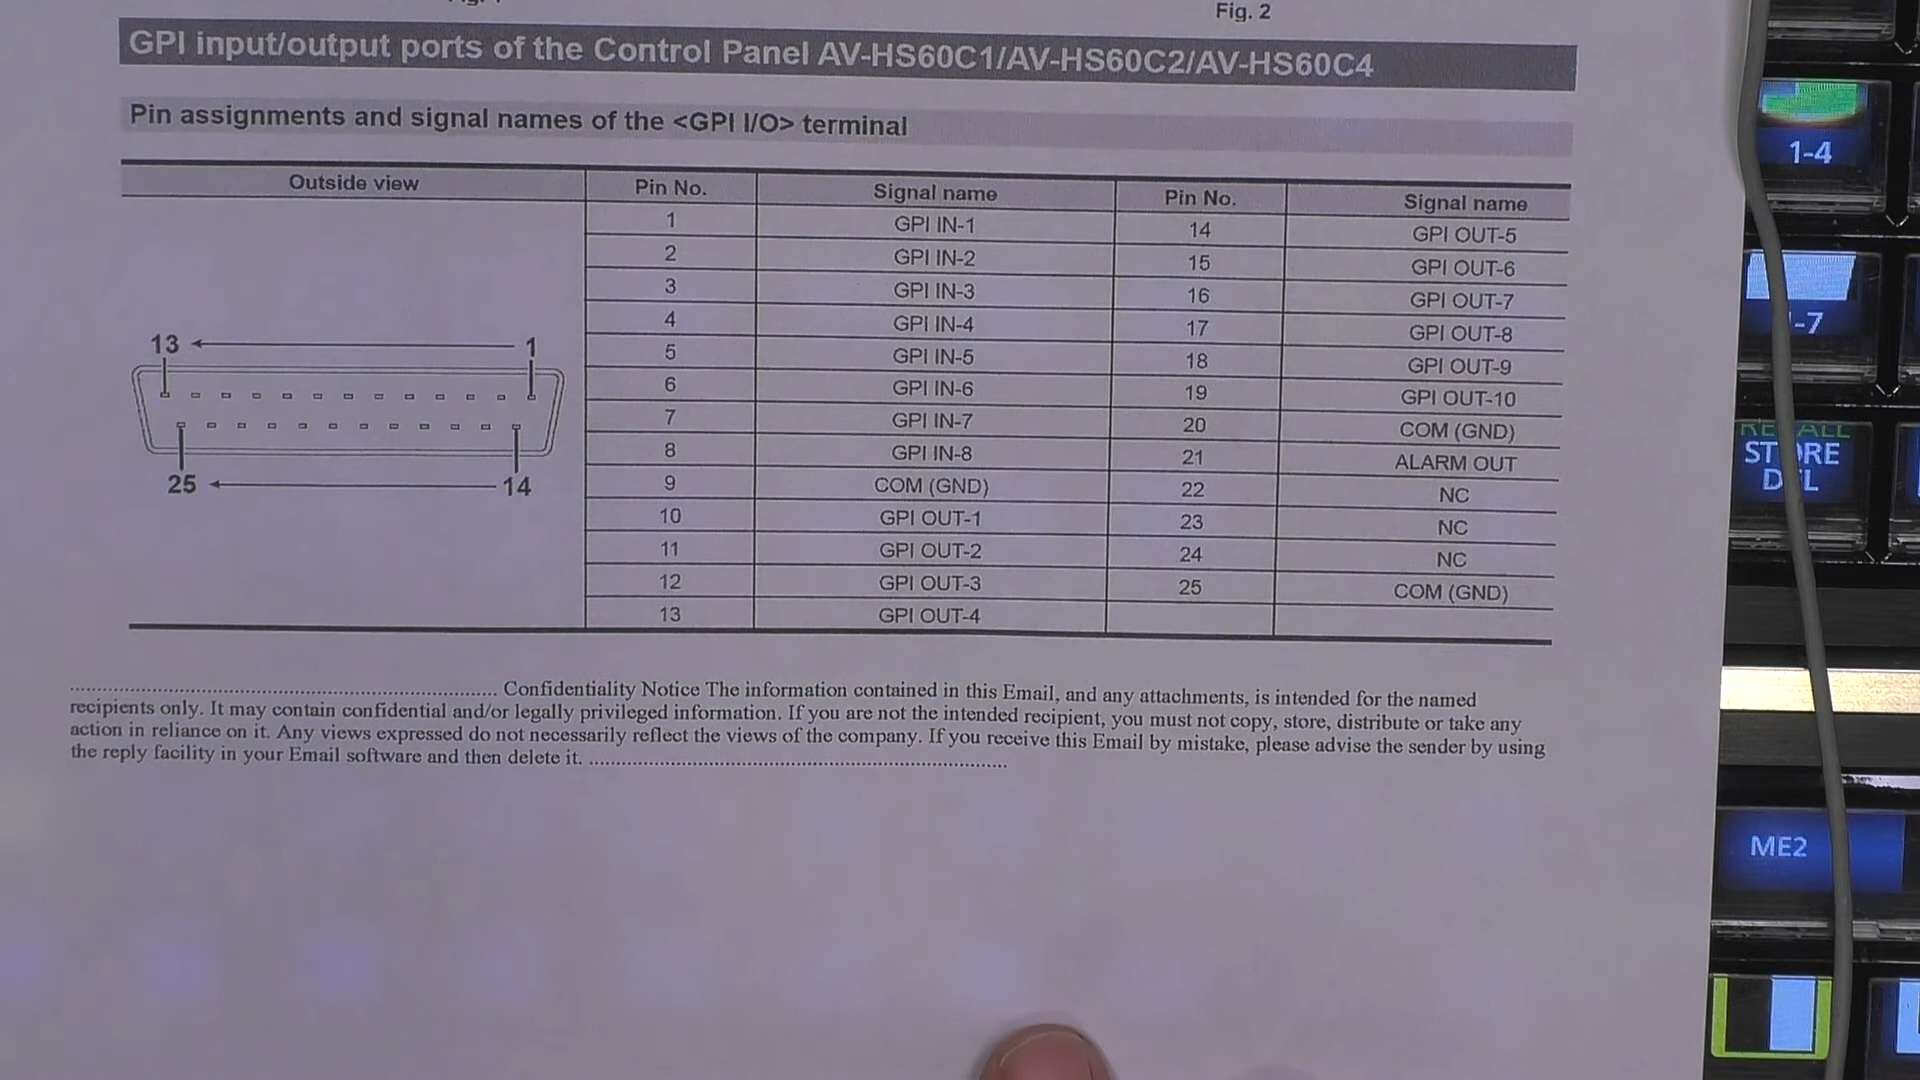 Fig. 2
GPI input/output ports of the Control Panel AV-HS60C1/AV-HS60C2/AV-HS60C4
Pin assignments and signal names of the <GPI I/O> terminal
Outside view Pin No. Signal name Pin No. Signal name
1 GPI IN-1 14 GPI OUT-5
2 GPI IN-2 15 GPI OUT-6
3 GPI IN-3 16 GPI OUT-7
4 GPI IN-4 17 GPI OUT-8
5 GPI IN-5 18 GPI OUT-9
6 GPI IN-6 19 GPI OUT-10
7 GPI IN-7 20 COM (GND)
8 GPI IN-8 21 ALARM OUT
9 COM (GND) 22 NC
10 GPI OUT-1 23 NC
11 GPI OUT-2 24 NC
12 GPI OUT-3 25 COM (GND)
13 GPI OUT-4
13 1
25 14
Confidentiality Notice The information contained in this Email, and any attachments, is intended for the named
recipients only. It may contain confidential and/or legally privileged information. If you are not the intended recipient, you must not copy, store, distribute or take any
action in reliance on it. Any views expressed do not necessarily reflect the views of the company. If you receive this Email by mistake, please advise the sender by using
the reply facility in your Email software and then delete it.
1-4
-7
ME2